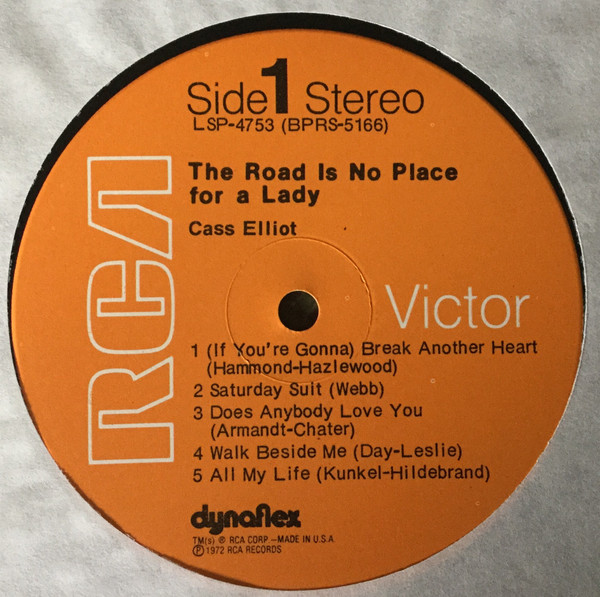 Side 1 Stereo
LSP-4753 (BPRS-5166)
The Road Is No Place
for a Lady
Cass Elliot
RCA
Victor
1 (If You're Gonna) Break Another Heart
(Hammond-Hazlewood)
2 Saturday Suit (Webb)
3 Does Anybody Love You
(Armandt-Chater)
4 Walk Beside Me (Day-Leslie)
5 All My Life (Kunkel-Hildebrand)
dynaflex
TM(s) ® RCA CORP.-MADE IN U.S.A.
Ⓟ 1972 RCA RECORDS